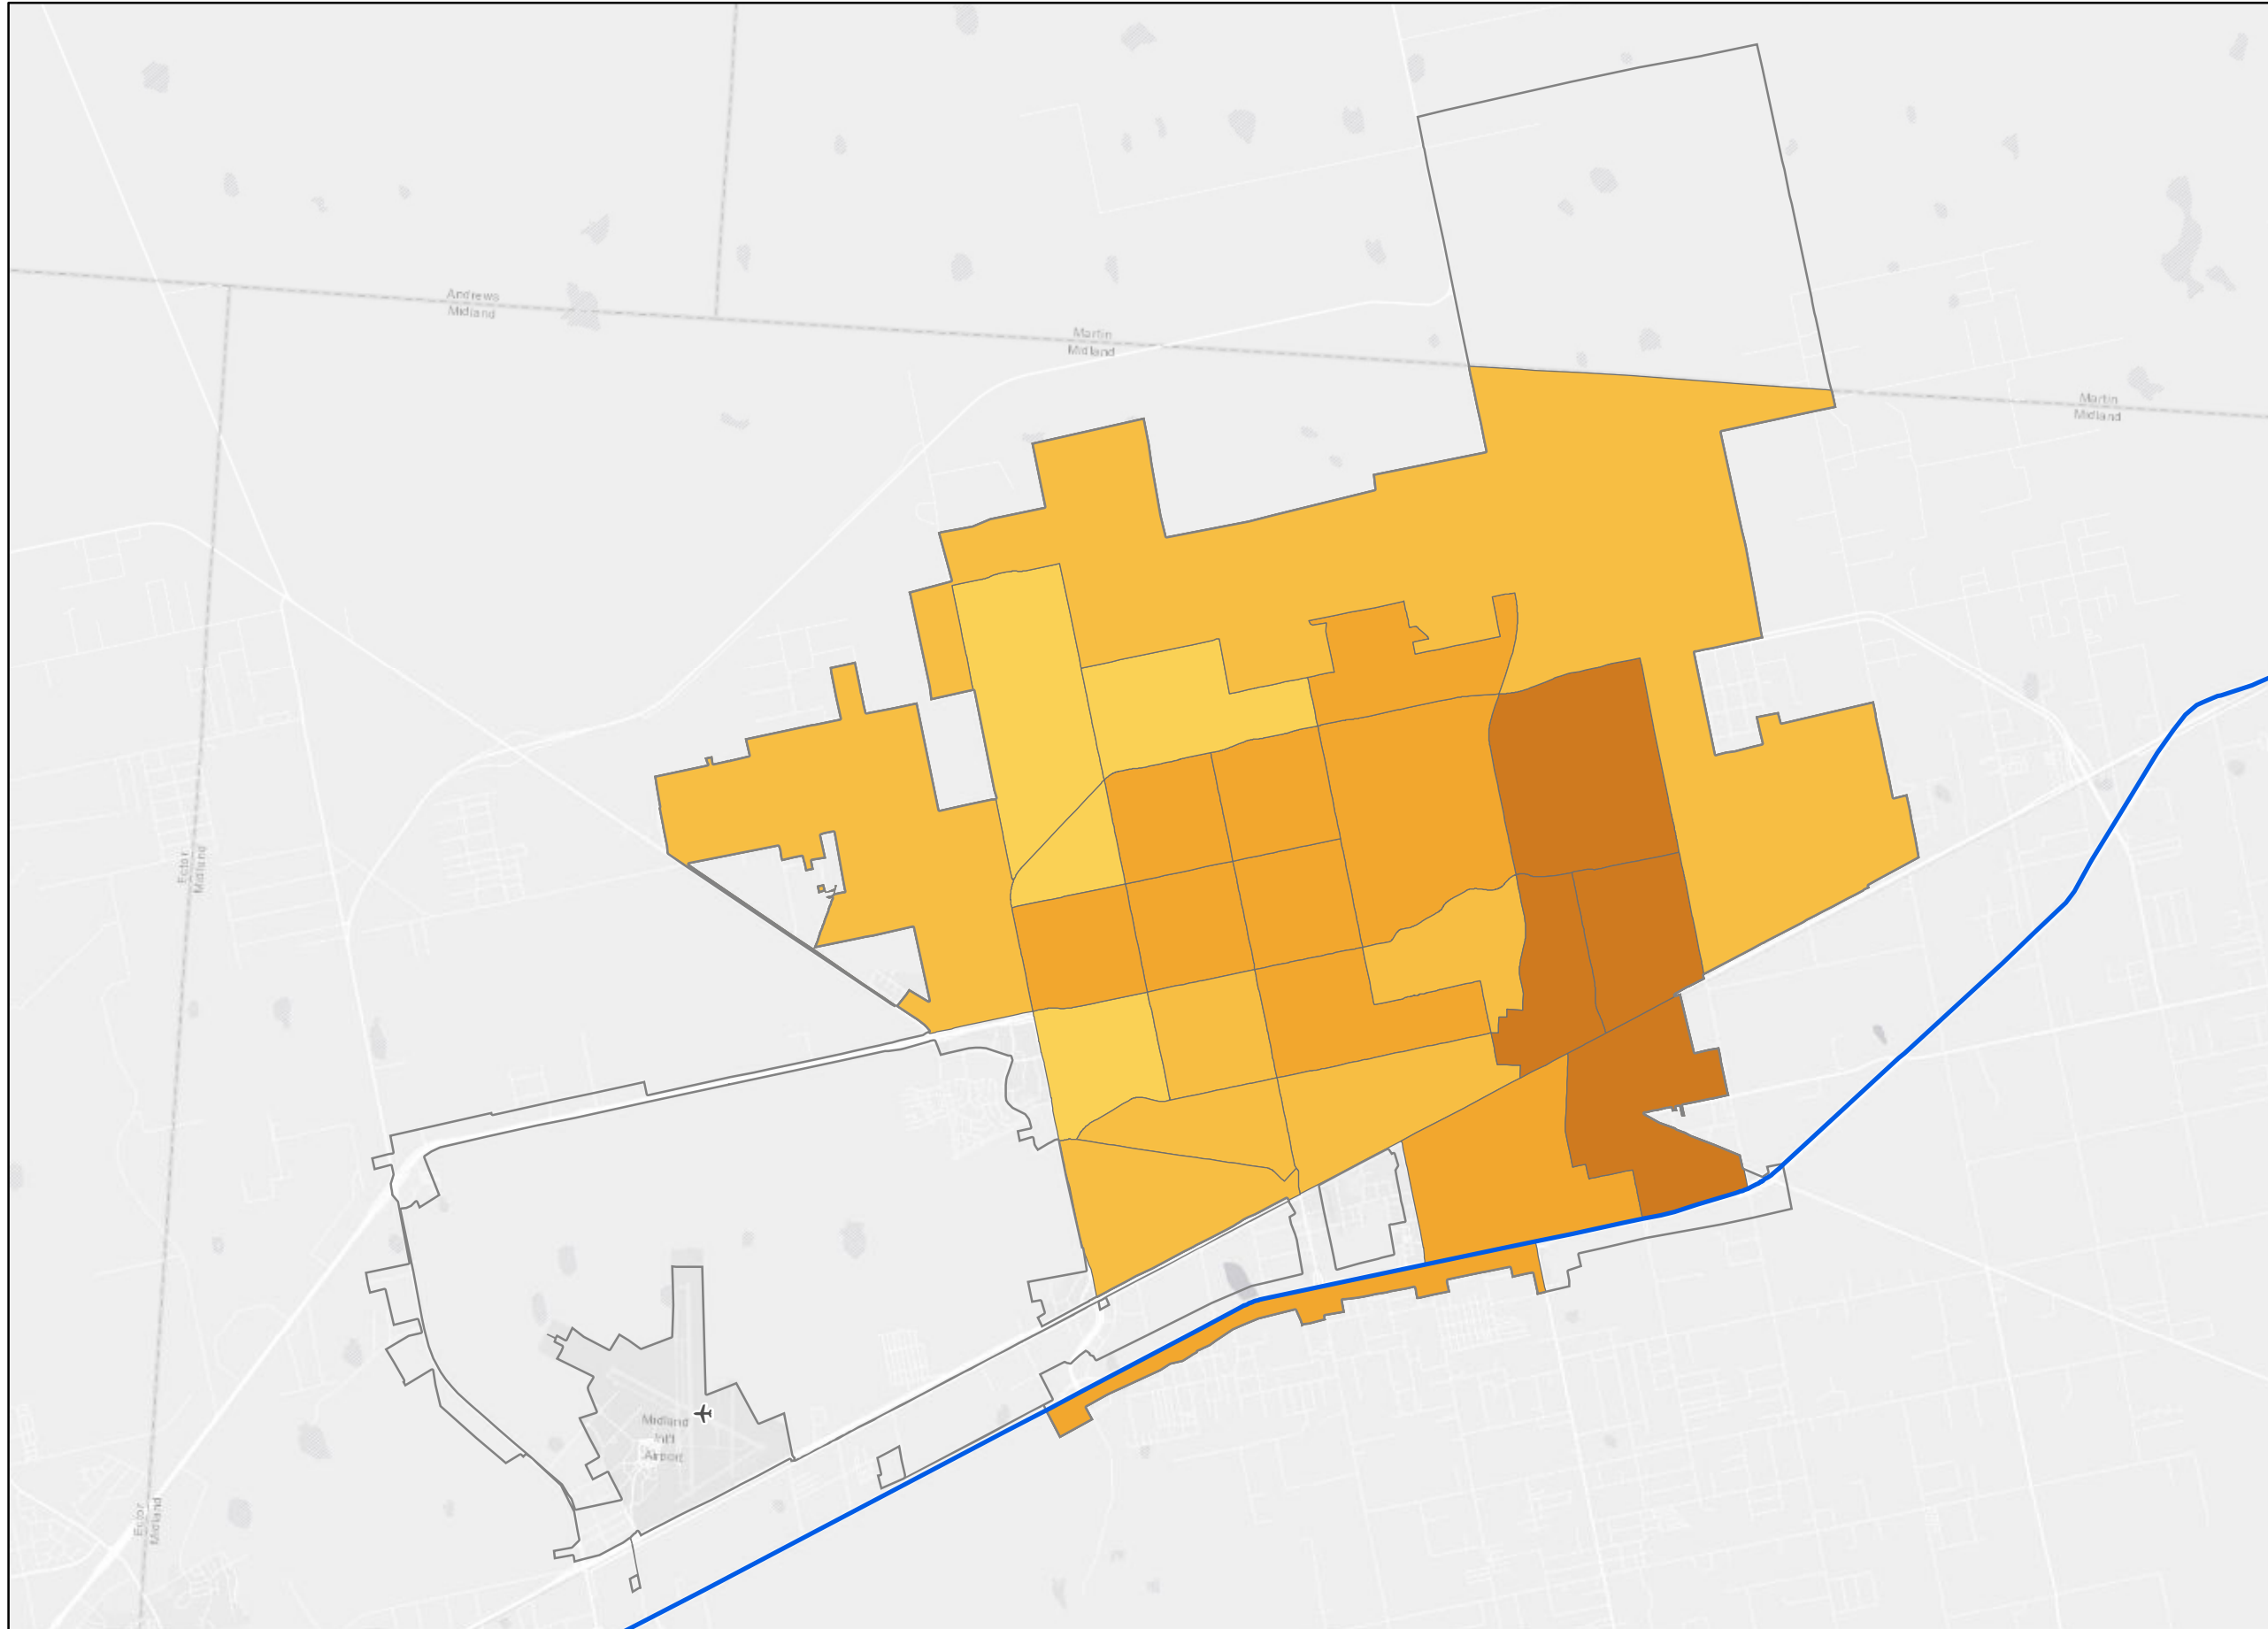 Andrews
Midland
Martin
Midland
Martin
Midland
Ector
Midland
Midland
Int'l
Airport
Ector
Midland